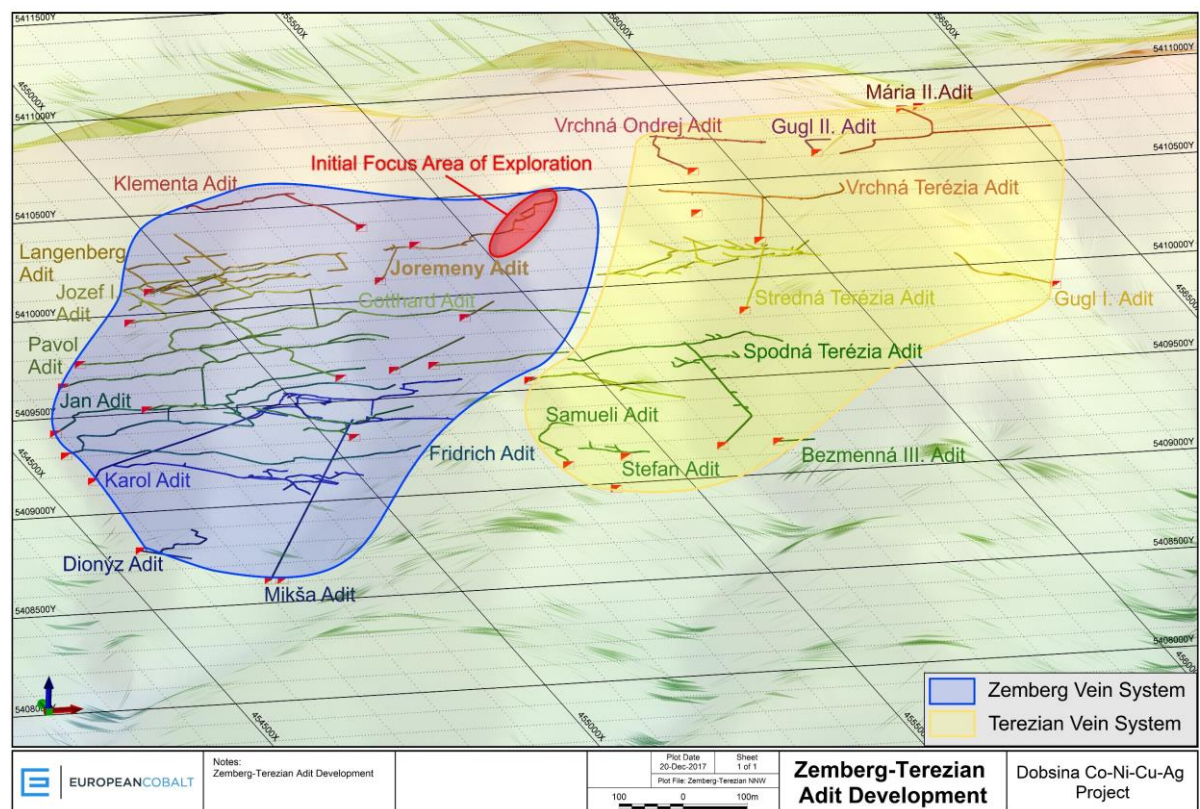 5411500Y
455500X
456000X
456500X
5411000Y
455000X
5411000Y
Mária II.Adit
Vrchná Ondrej Adit
Gugl II. Adit
5410500Y
Initial Focus Area of Exploration
Klementa Adit
Vrchná Terézia Adit
5410500Y
Langenberg
Adit
Joremeny Adit
5410000Y
Jozef I
Adit
Gotthard Adit
Stredná Terézia Adit
Gugl I. Adit
5410000Y
Pavol
Adit
Spodná Terézia Adit
5409500Y
Jan Adit
5409500Y
Samueli Adit
454500X
Fridrich Adit
Bezmenná III. Adit
5409000Y
Karol Adit
Stefan Adit
5409000Y
Dionýz Adit
5408500Y
Mikša Adit
5408500Y
5408000Y
454500X
455000X
Zemberg Vein System
Terezian Vein System
EUROPEANCOBALT
Notes:
Zemberg-Terezian Adit Development
Plot Date
20-Dec-2017
Sheet
1 of 1
Plot File: Zemberg-Terezian NNW
100 0 100m
Zemberg-Terezian
Adit Development
Dobsina Co-Ni-Cu-Ag
Project